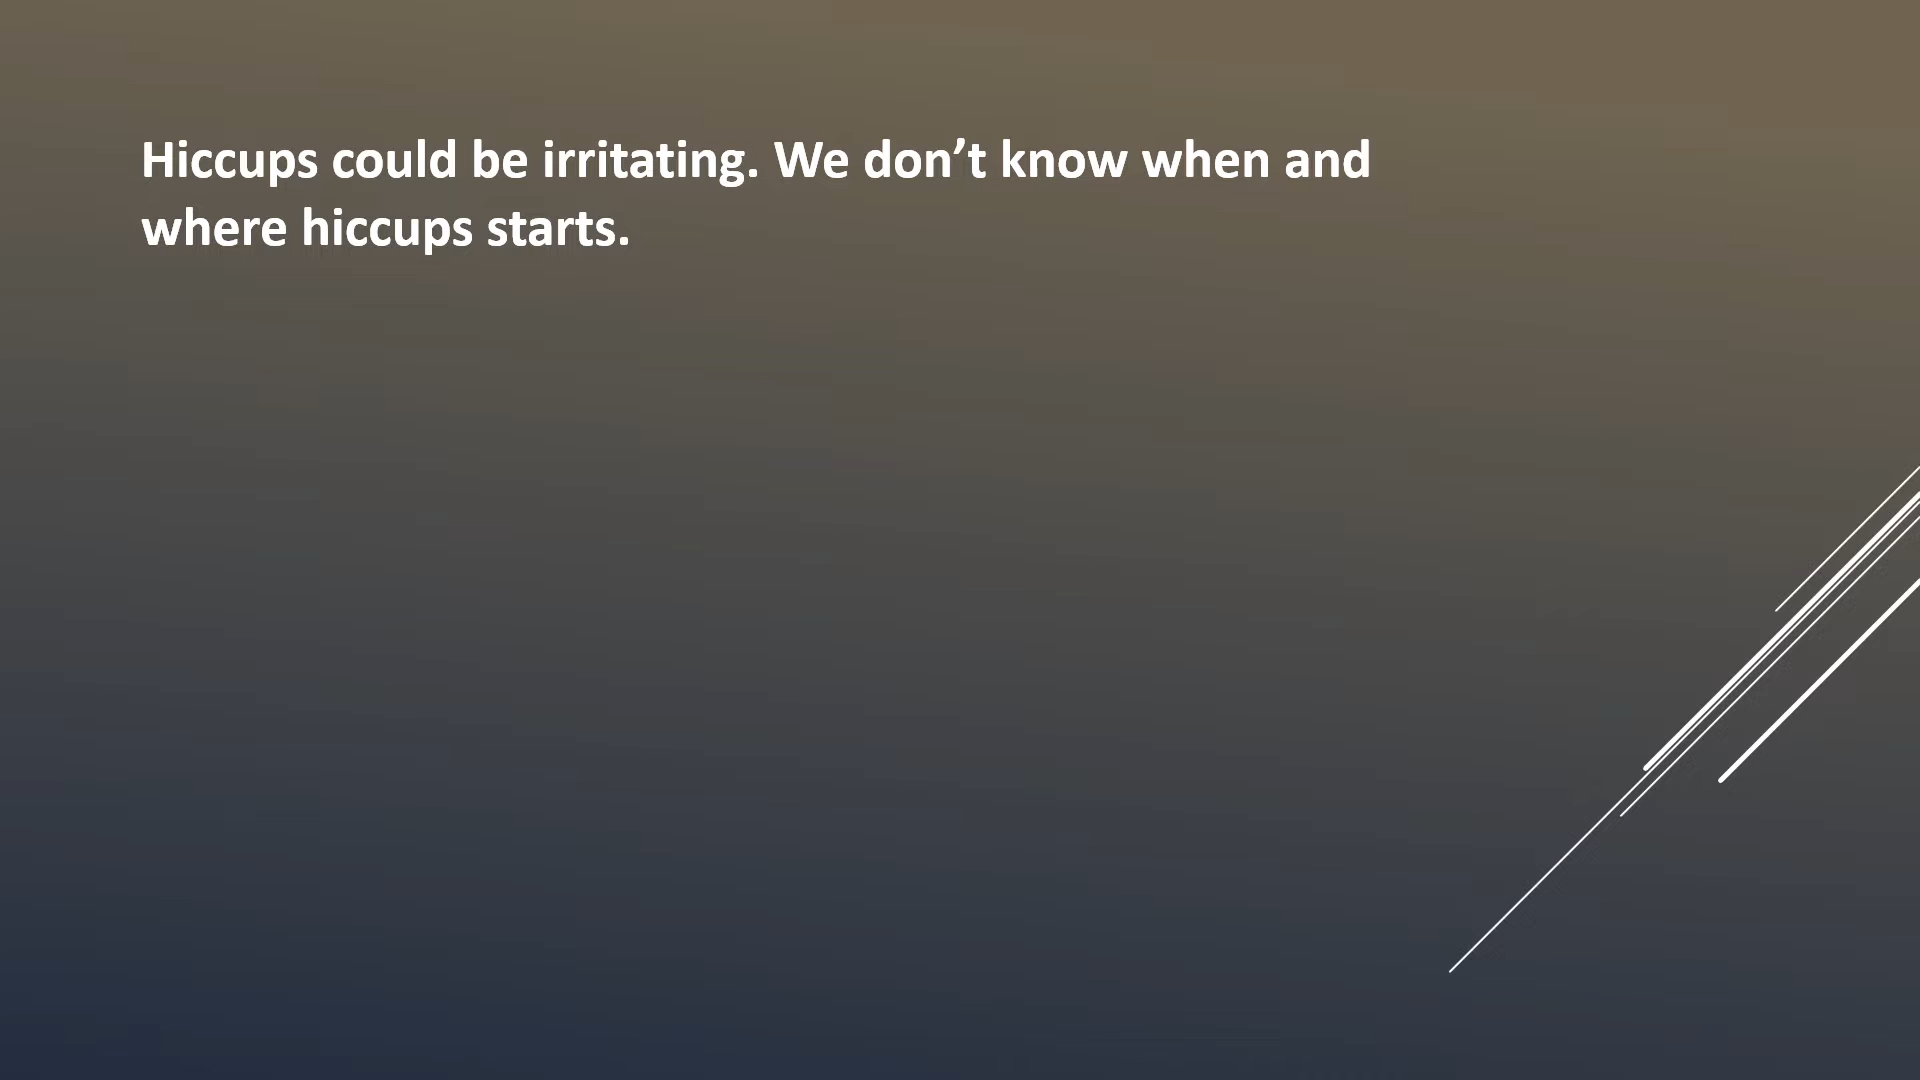 Hiccups could be irritating. We don’t know when and
where hiccups starts.